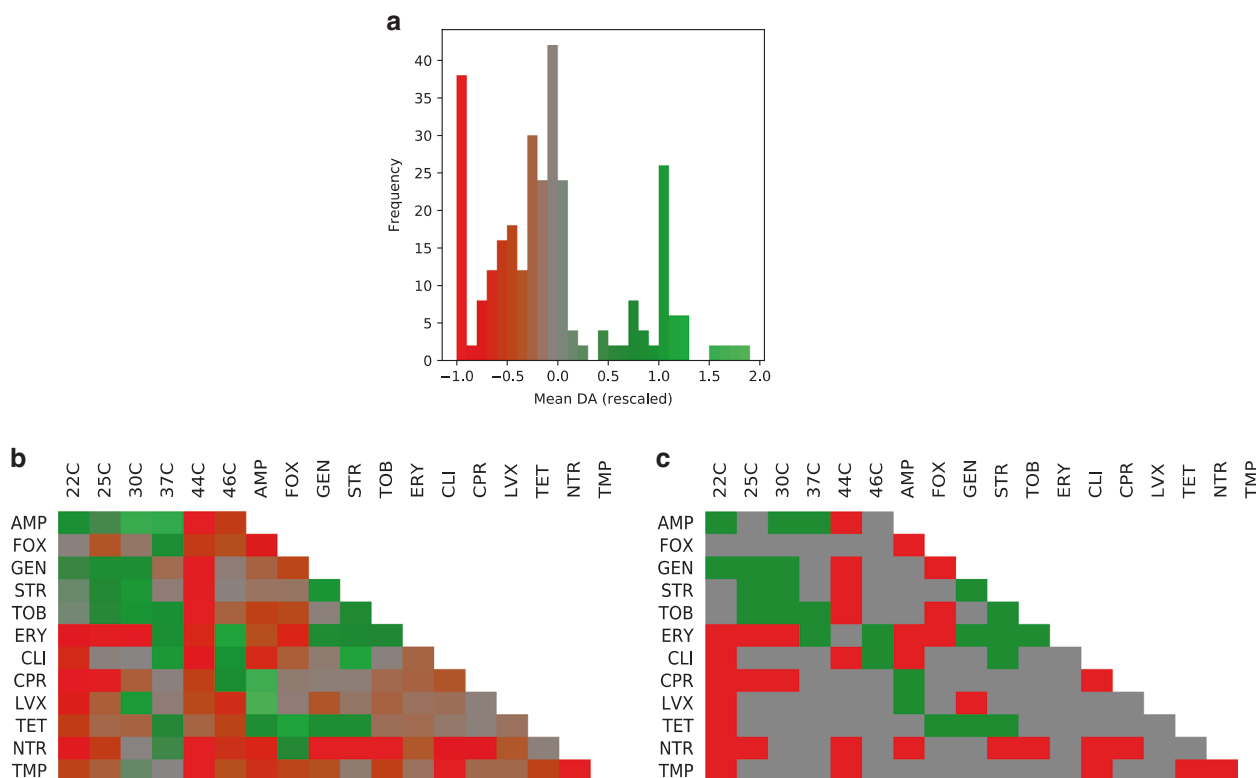 a
40
35
30
25
20
15
10
5
0
Frequency
−1.0 −0.5 0.0 0.5 1.0 1.5 2.0
Mean DA (rescaled)
b
22C 25C 30C 37C 44C 46C AMP FOX GEN STR TOB ERY CLI CPR LVX TET NTR TMP
AMP
FOX
GEN
STR
TOB
ERY
CLI
CPR
LVX
TET
NTR
TMP
c
22C 25C 30C 37C 44C 46C AMP FOX GEN STR TOB ERY CLI CPR LVX TET NTR TMP
AMP
FOX
GEN
STR
TOB
ERY
CLI
CPR
LVX
TET
NTR
TMP